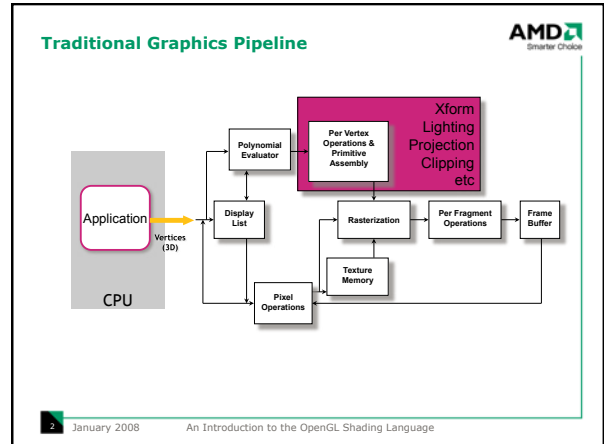 Traditional Graphics Pipeline
AMD
Smarter Choice
Xform
Lighting
Projection
Clipping
etc
Polynomial
Evaluator
Per Vertex
Operations &
Primitive
Assembly
Application
Vertices
(3D)
Display
List
Rasterization
Per Fragment
Operations
Frame
Buffer
Texture
Memory
CPU
Pixel
Operations
2
January 2008
An Introduction to the OpenGL Shading Language